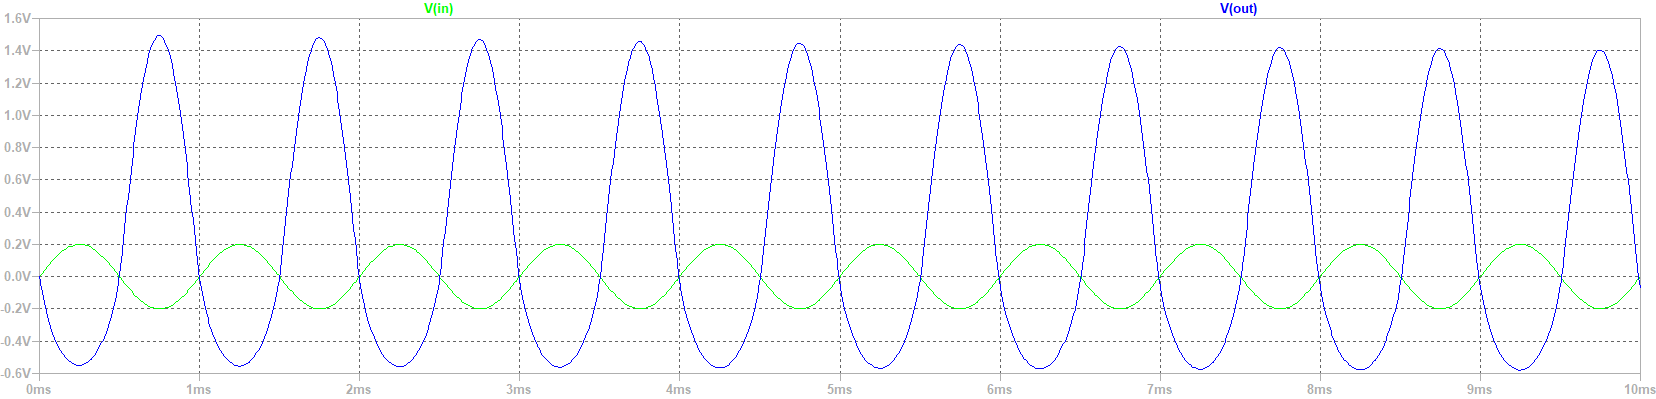 V(in) V(out)
1.6V
1.4V
1.2V
1.0V
0.8V
0.6V
0.4V
0.2V
0.0V
-0.2V
-0.4V
-0.6V
0ms 1ms 2ms 3ms 4ms 5ms 6ms 7ms 8ms 9ms 10ms